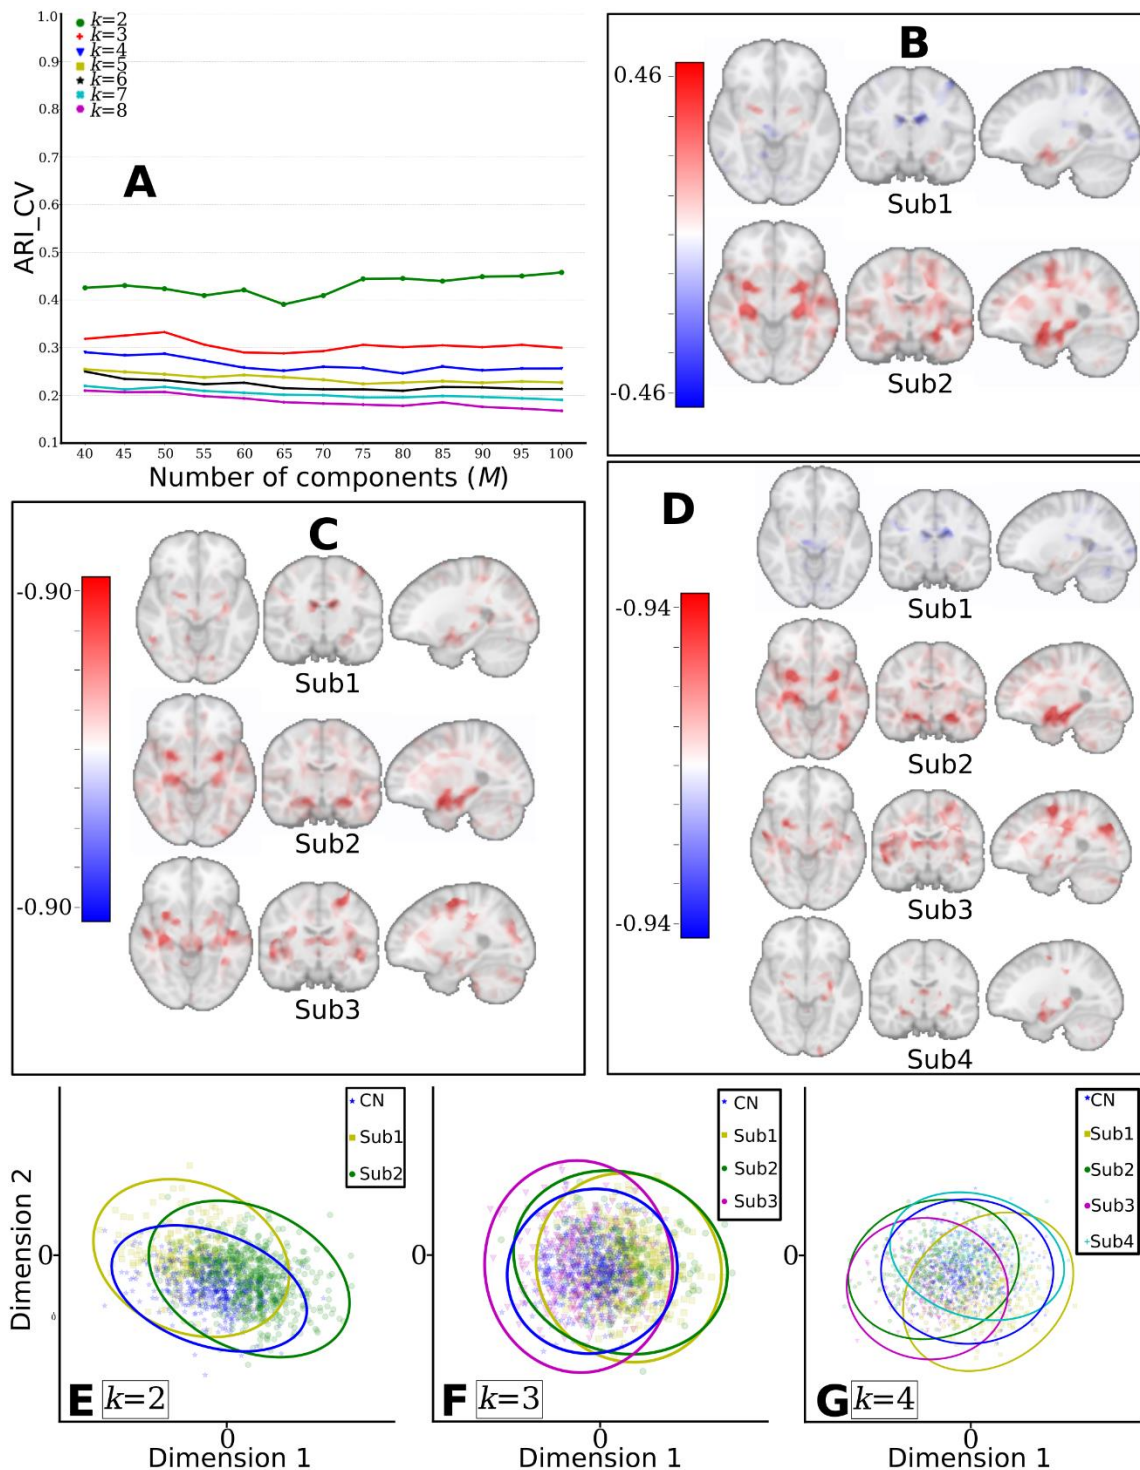 1.0
0.9
0.8
0.7
0.6
0.5
0.4
0.3
0.2
0.1
ARI_CV
k=2
k=3
k=4
k=5
k=6
k=7
k=8
A
40 45 50 55 60 65 70 75 80 85 90 95 100
Number of components (M)
B
0.46
-0.46
Sub1
Sub2
C
-0.90
-0.90
Sub1
Sub2
Sub3
D
-0.94
-0.94
Sub1
Sub2
Sub3
Sub4
Dimension 2
0
CN
Sub1
Sub2
E k=2
0
Dimension 1
0
CN
Sub1
Sub2
Sub3
F k=3
0
Dimension 1
0
CN
Sub1
Sub2
Sub3
Sub4
G k=4
0
Dimension 1